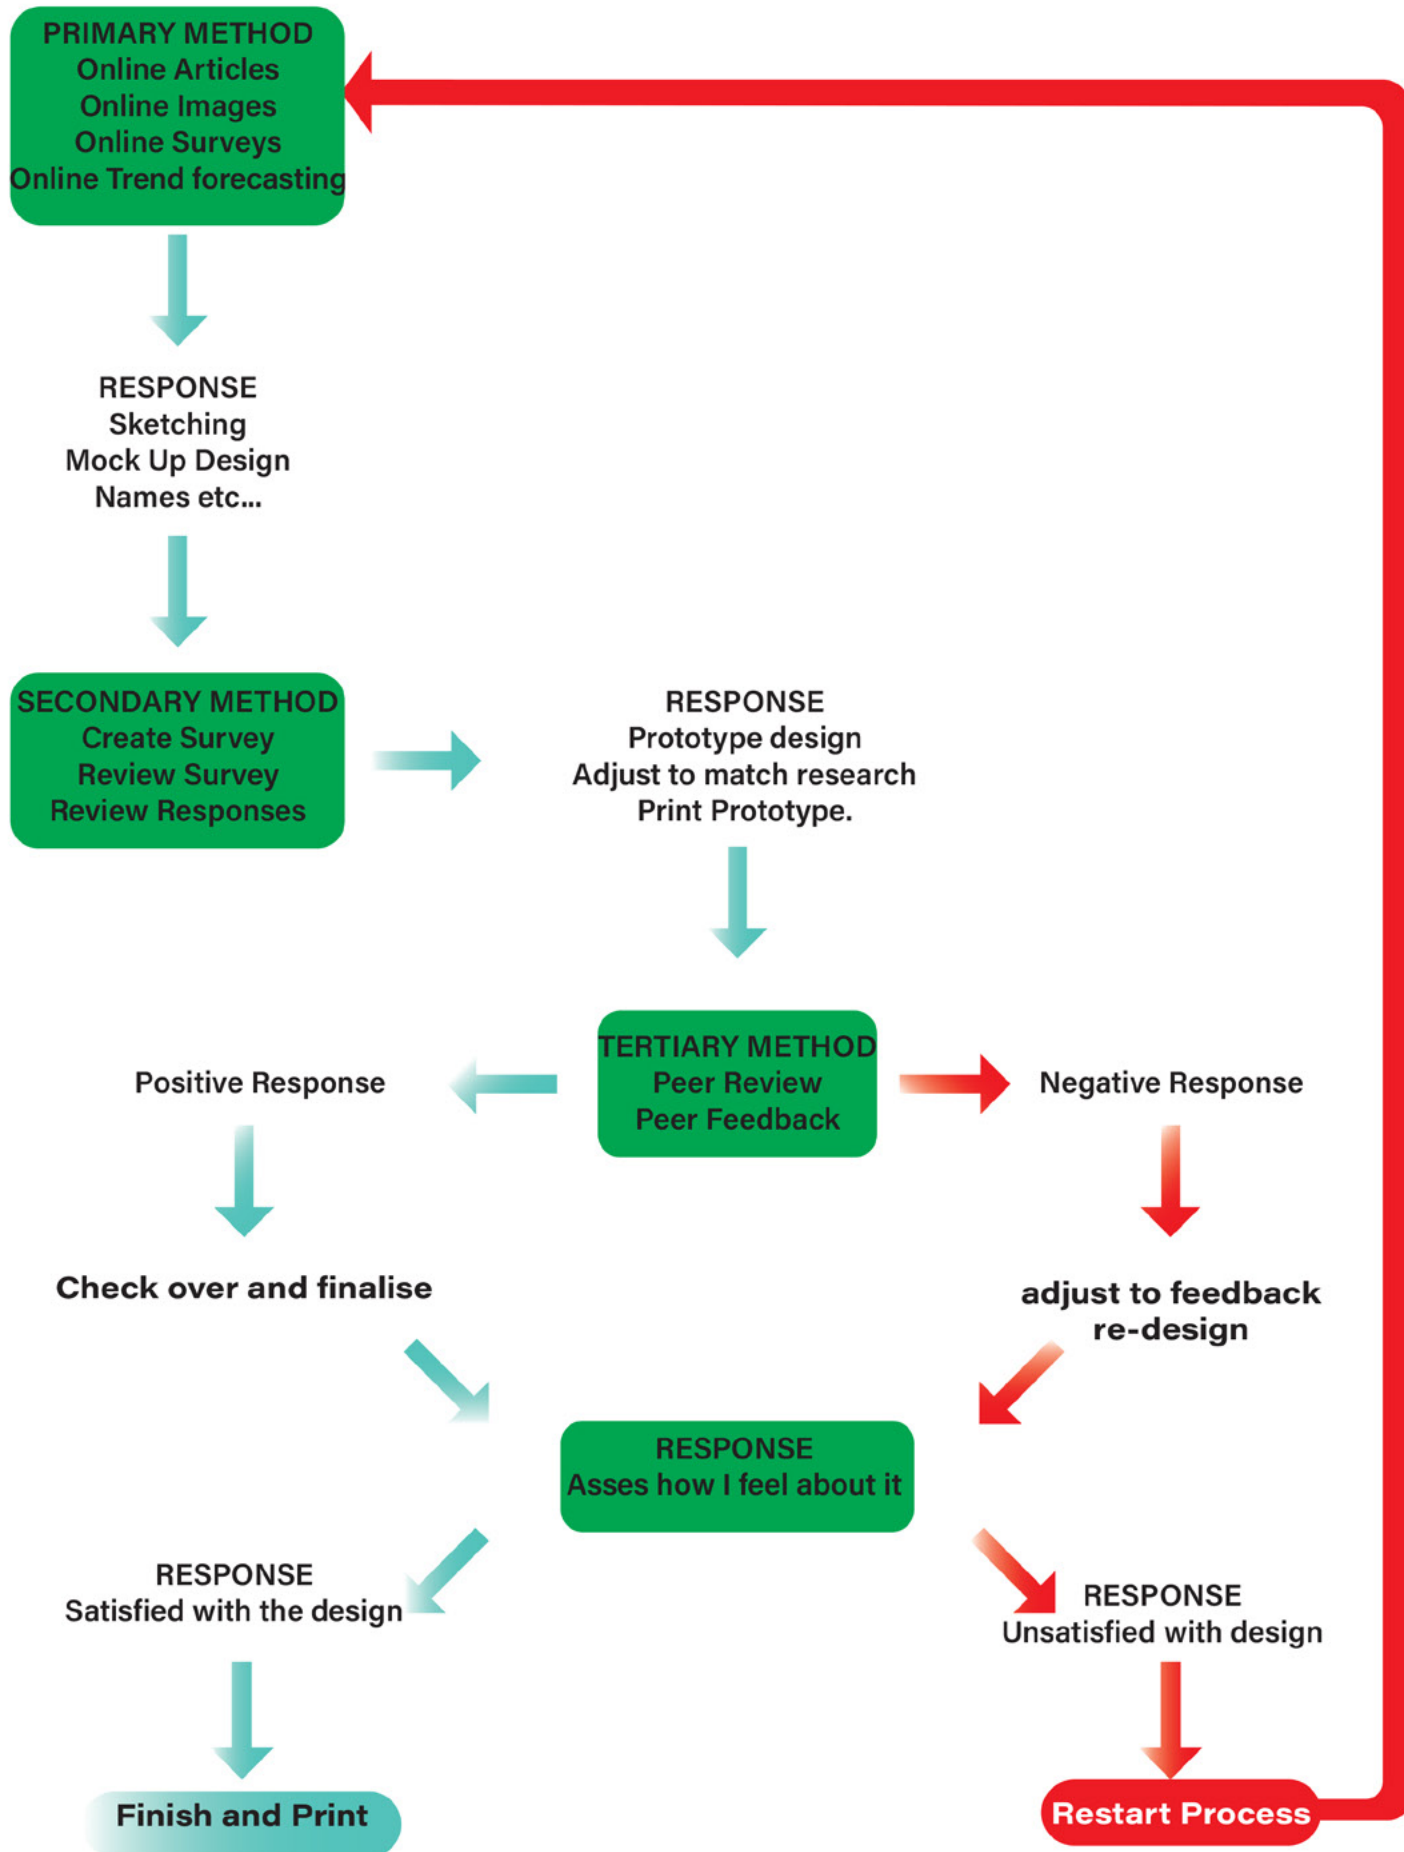 PRIMARY METHOD
Online Articles
Online Images
Online Surveys
Online Trend forecasting
RESPONSE
Sketching
Mock Up Design
Names etc...
SECONDARY METHOD
Create Survey
Review Survey
Review Responses
RESPONSE
Prototype design
Adjust to match research
Print Prototype.
TERTIARY METHOD
Peer Review
Peer Feedback
Positive Response
Negative Response
Check over and finalise
adjust to feedback
re-design
RESPONSE
Asses how I feel about it
RESPONSE
Satisfied with the design
RESPONSE
Unsatisfied with design
Finish and Print
Restart Process